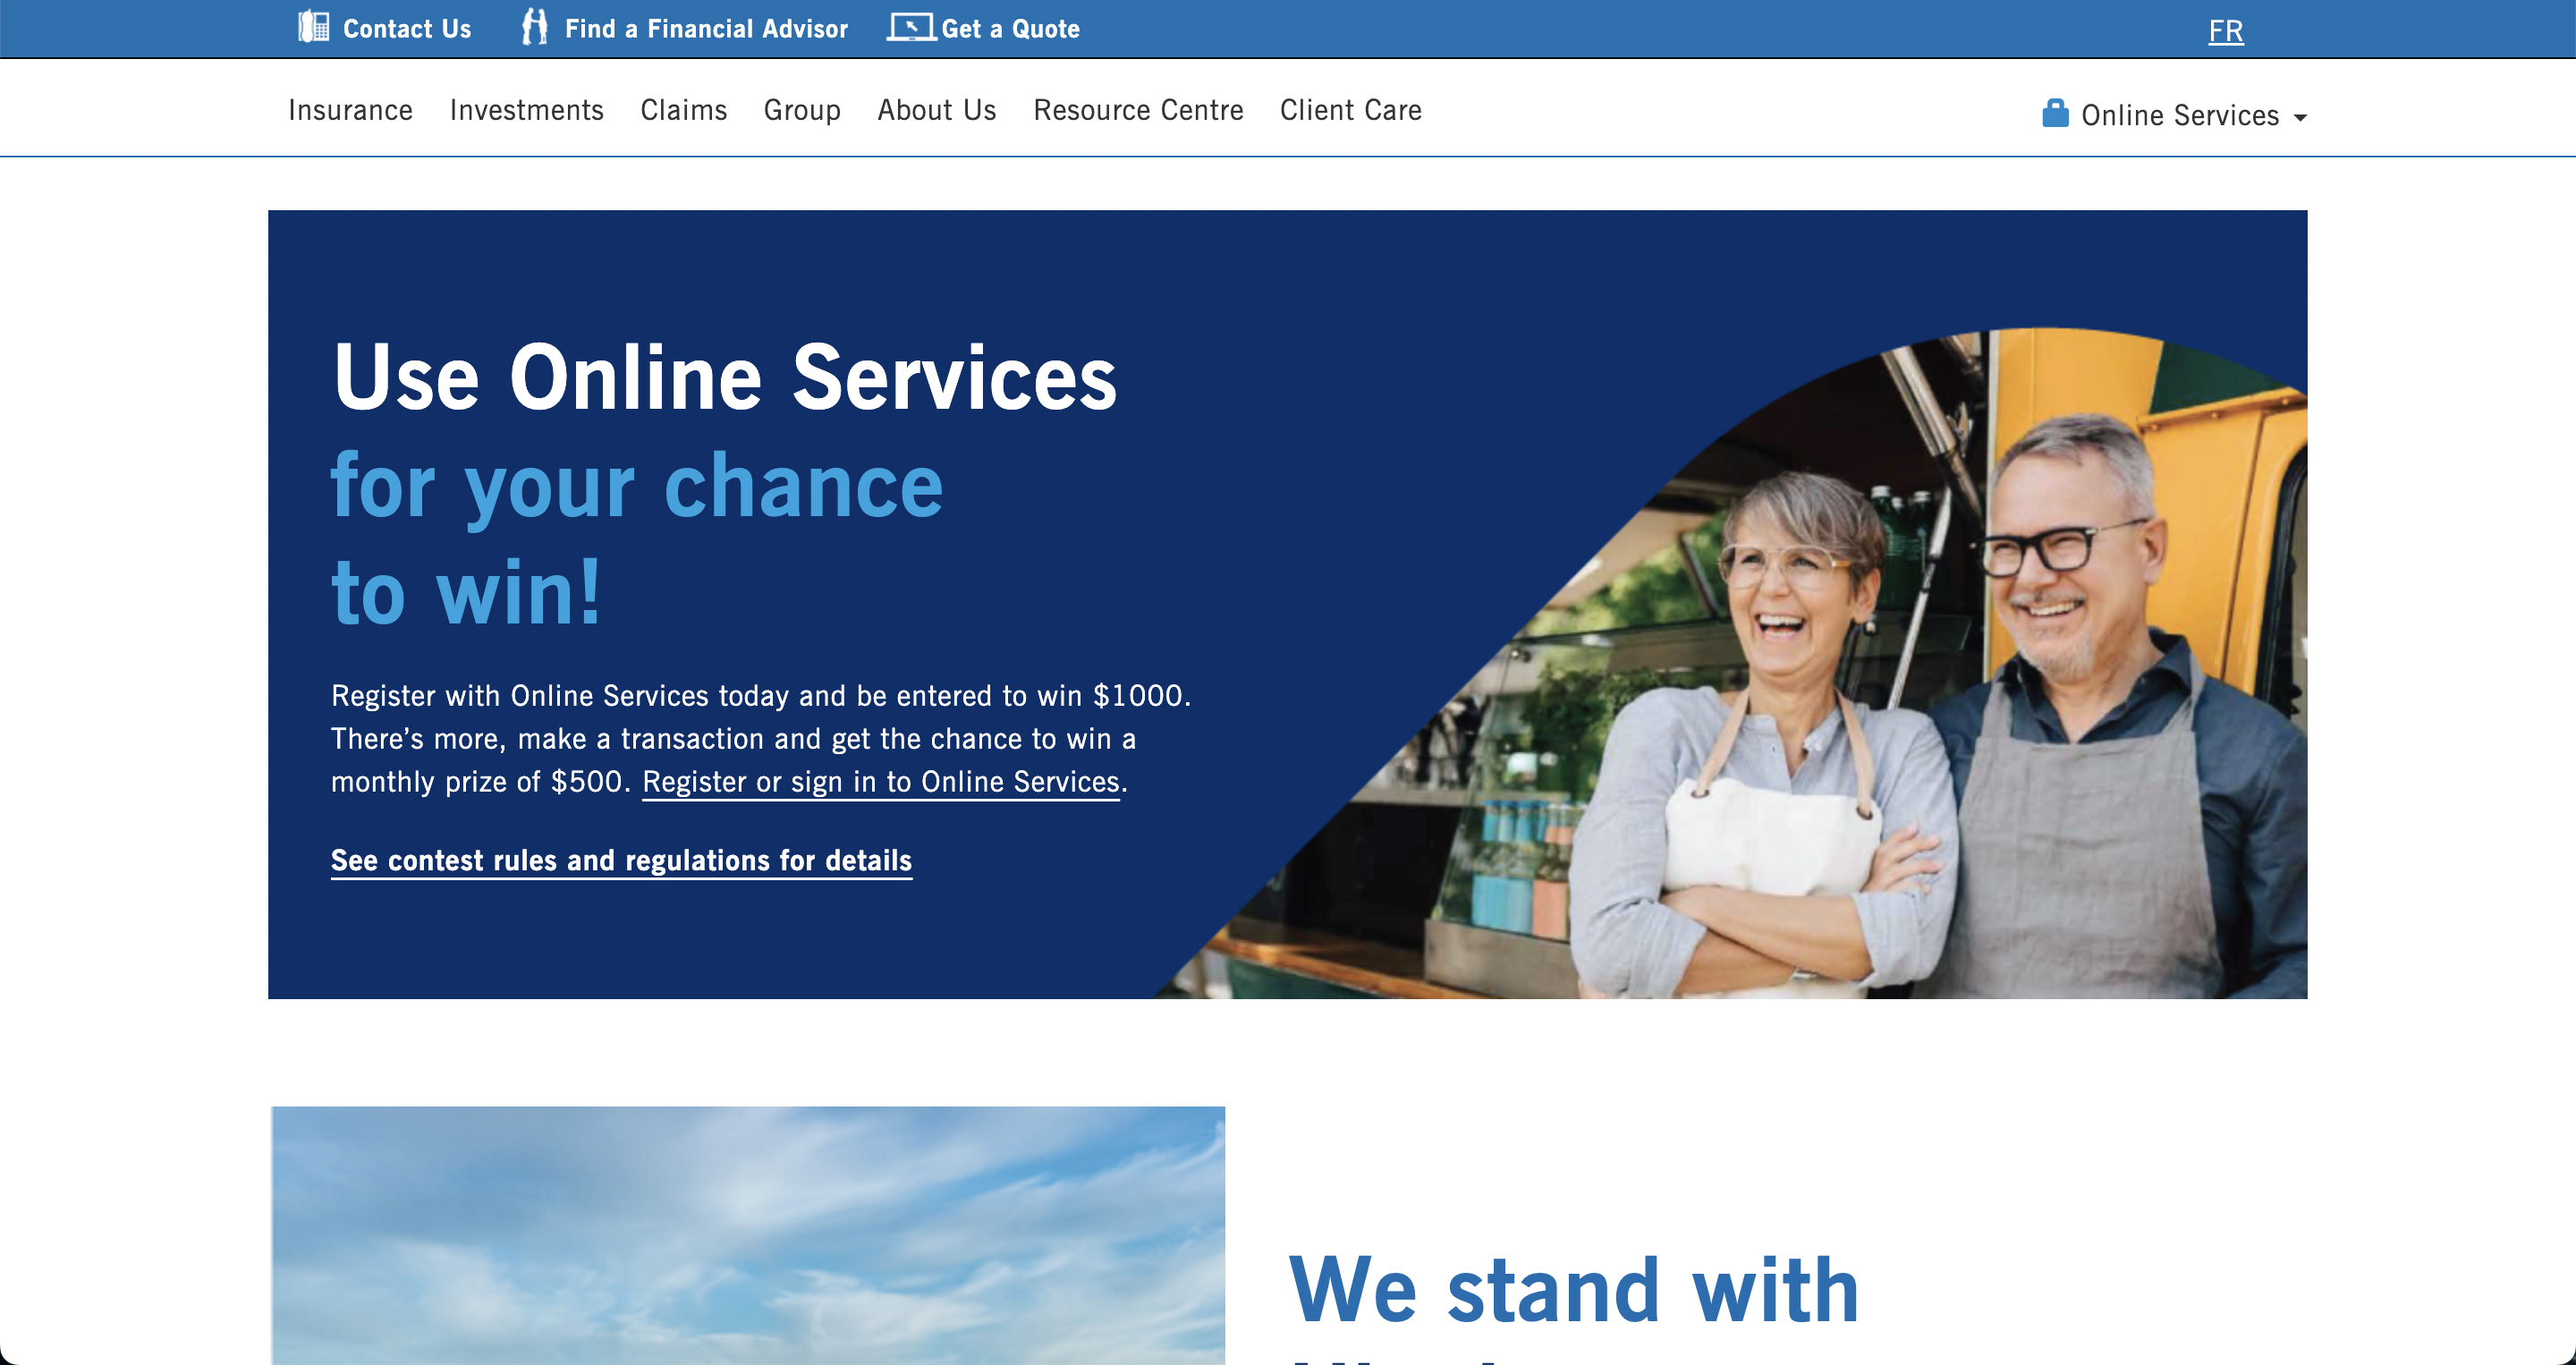 Contact Us
Find a Financial Advisor
Get a Quote
FR
Insurance
Investments
Claims
Group
About Us
Resource Centre
Client Care
Online Services
Use Online Services
for your chance
to win!
Register with Online Services today and be entered to win $1000.
There’s more, make a transaction and get the chance to win a
monthly prize of $500. Register or sign in to Online Services.
See contest rules and regulations for details
We stand with